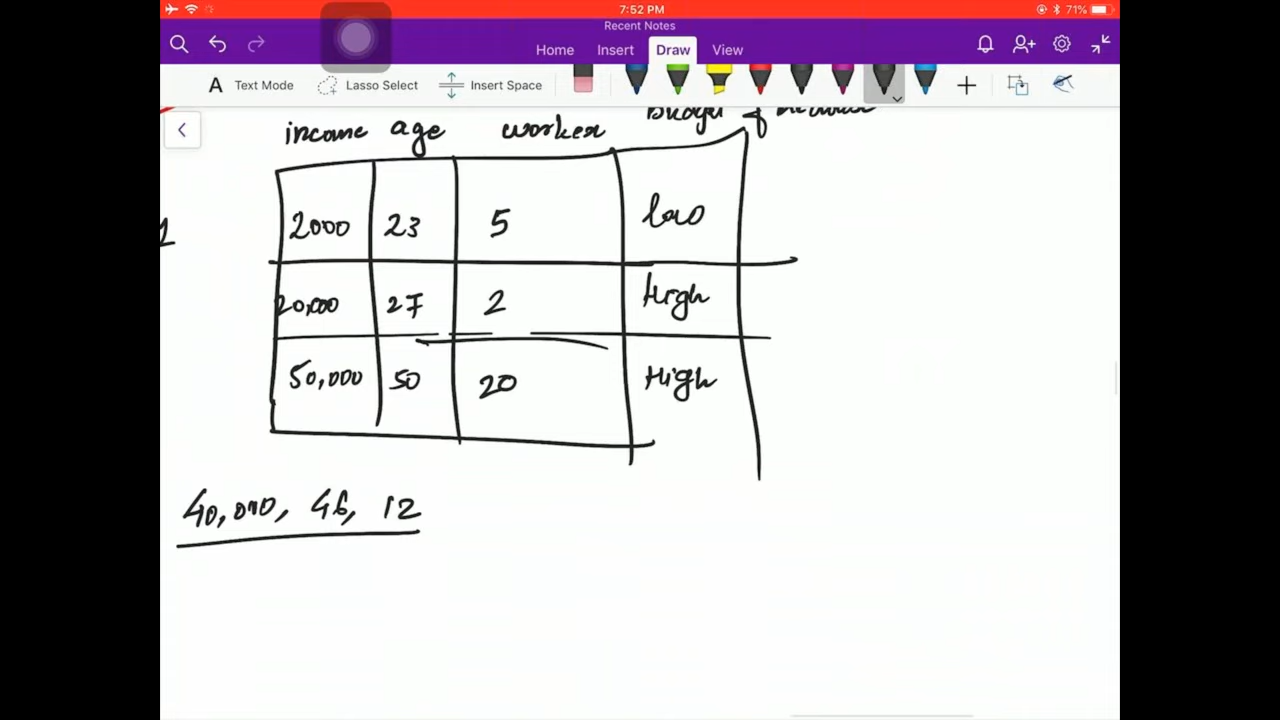 7:52 PM
71%
Recent Notes
Home Insert Draw View
A Text Mode Lasso Select Insert Space
income age worker
2000 23 5 low
20,000 27 2 High
50,000 50 20 High
40,000, 46, 12